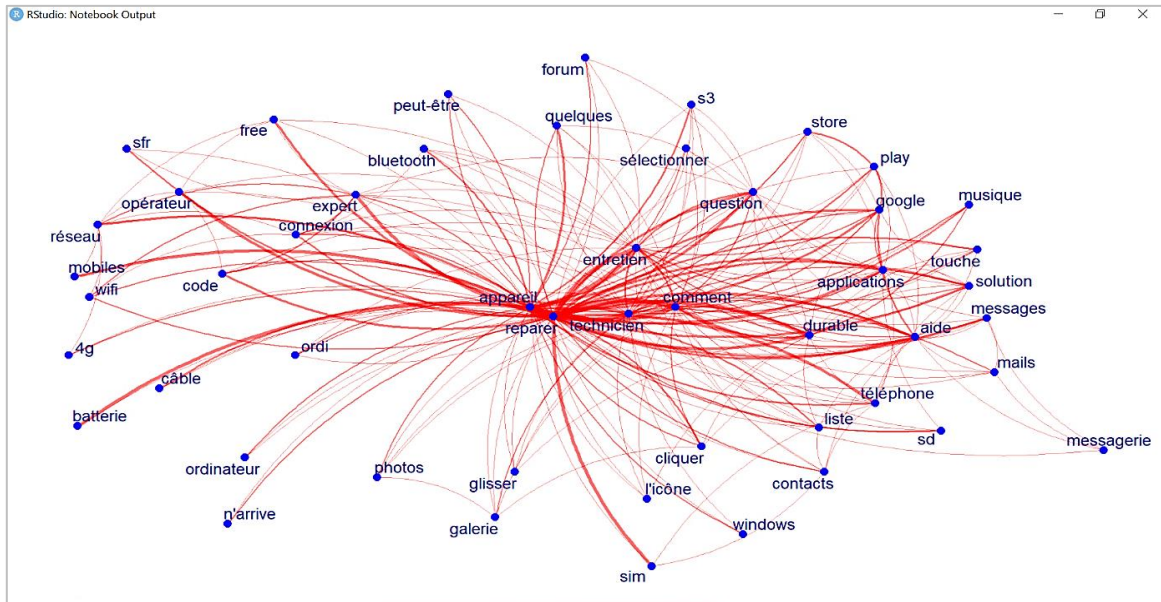 RStudio: Notebook Output
forum
peut-être
s3
quelques
store
free
sfr
bluetooth
sélectionner
play
musique
opérateur
expert
question
google
connexion
réseau
entretien
touche
mobiles
code
applications
solution
wifi
appareil
comment
messages
reparer
technicien
durable
aide
4g
ordi
mails
câble
téléphone
batterie
liste
sd
messagerie
ordinateur
photos
glisser
cliquer
l'icône
contacts
n'arrive
galerie
windows
sim